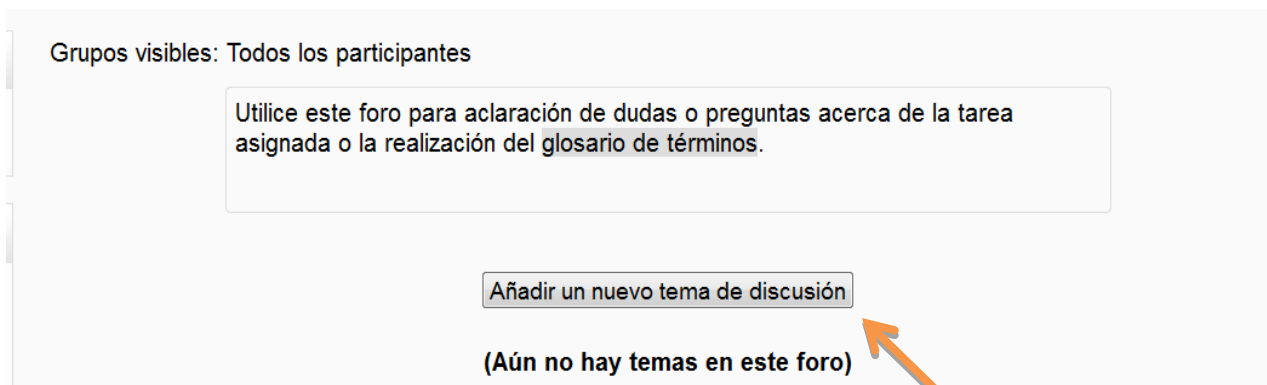 Grupos visibles: Todos los participantes
Utilice este foro para aclaración de dudas o preguntas acerca de la tarea
asignada o la realización del glosario de términos.
Añadir un nuevo tema de discusión
(Aún no hay temas en este foro)